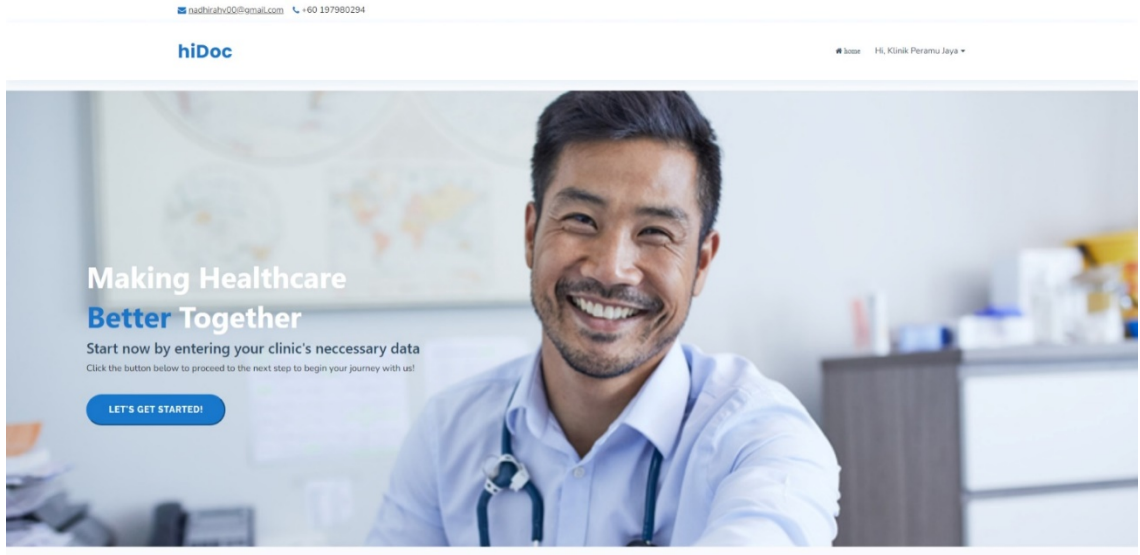 nadhirahv00@gmail.com +60 197980294
hiDoc
home Hi, Klinik Peramu Jaya
Making Healthcare
Better Together
Start now by entering your clinic's neccessary data
Click the button below to proceed to the next step to begin your journey with us!
LET'S GET STARTED!